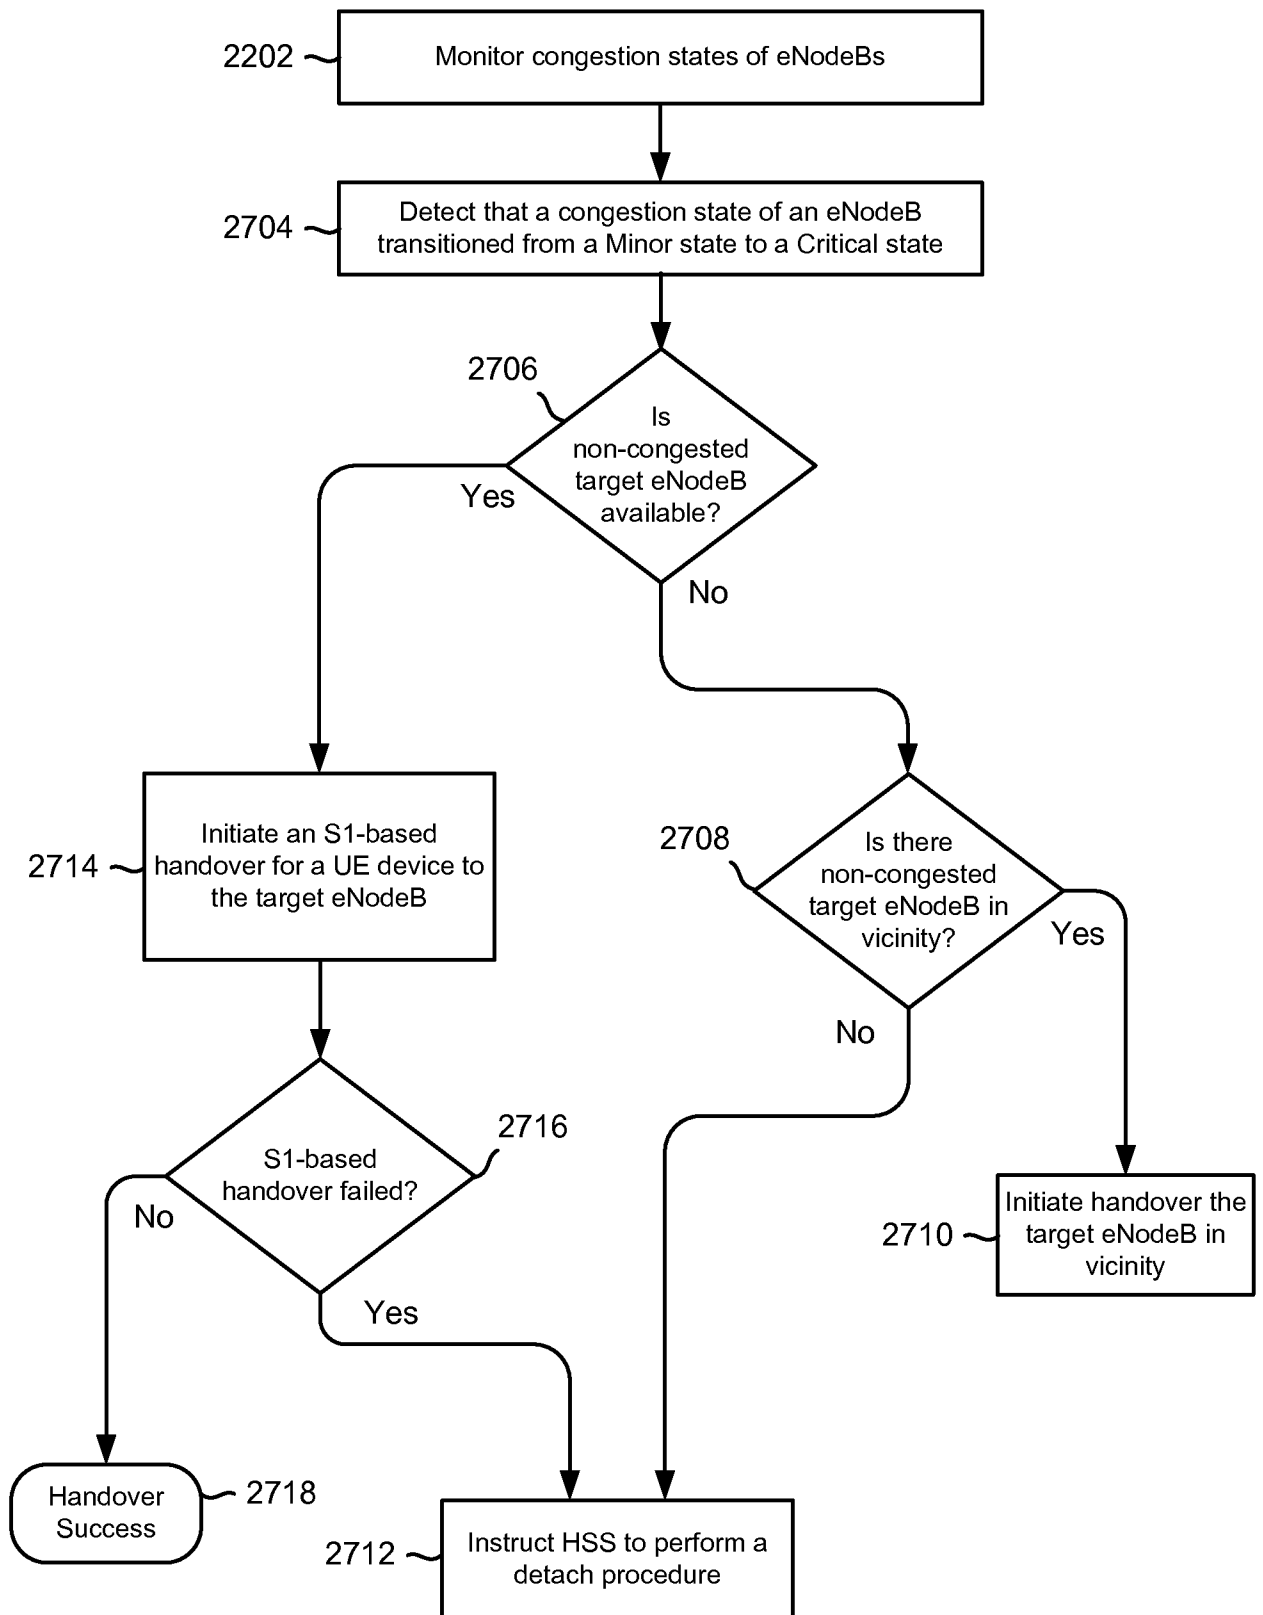 2202
Monitor congestion states of eNodeBs
2704
Detect that a congestion state of an eNodeB
transitioned from a Minor state to a Critical state
2706
Is
non-congested
target eNodeB
available?
Yes
No
2714
Initiate an S1-based
handover for a UE device to
the target eNodeB
2708
Is there
non-congested
target eNodeB in
vicinity?
Yes
No
2716
S1-based
handover failed?
No
Yes
2710
Initiate handover the
target eNodeB in
vicinity
Handover
Success
2718
2712
Instruct HSS to perform a
detach procedure